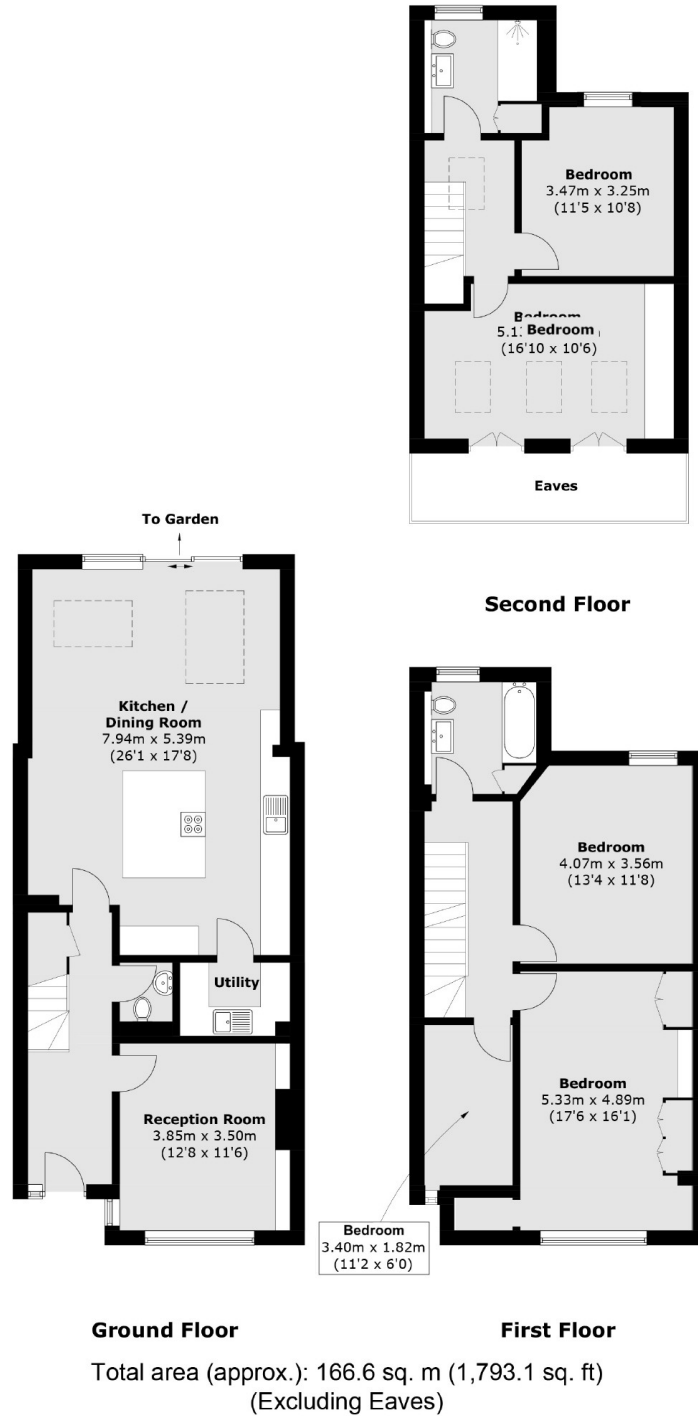 Bedroom
3.47m x 3.25m
(11'5 x 10'8)
Bedroom
Bedroom
(16'10 x 10'6)
Eaves
Second Floor
To Garden
Kitchen /
Dining Room
7.94m x 5.39m
(26'1 x 17'8)
Utility
Reception Room
3.85m x 3.50m
(12'8 x 11'6)
Ground Floor
Bedroom
4.07m x 3.56m
(13'4 x 11'8)
Bedroom
5.33m x 4.89m
(17'6 x 16'1)
Bedroom
3.40m x 1.82m
(11'2 x 6'0)
First Floor
Total area (approx.): 166.6 sq. m (1,793.1 sq. ft)
(Excluding Eaves)